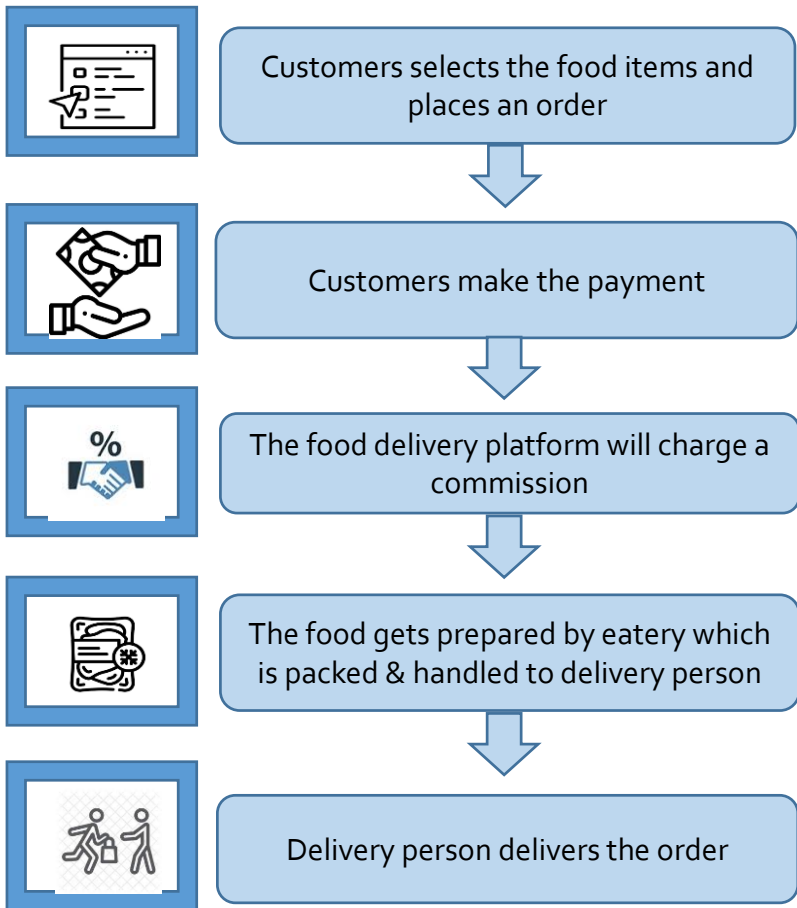 Customers selects the food items and
places an order
Customers make the payment
%
The food delivery platform will charge a
commission
The food gets prepared by eatery which
is packed & handled to delivery person
Delivery person delivers the order